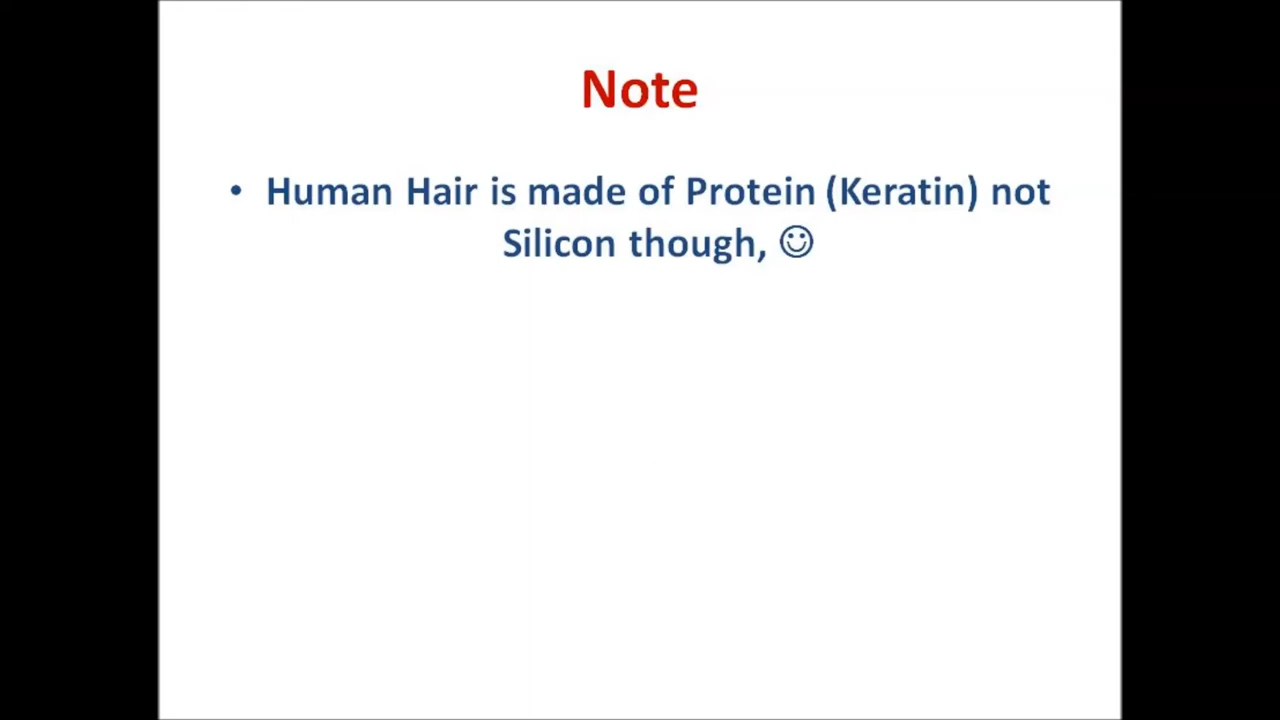 Note
• Human Hair is made of Protein (Keratin) not
Silicon though, ☺